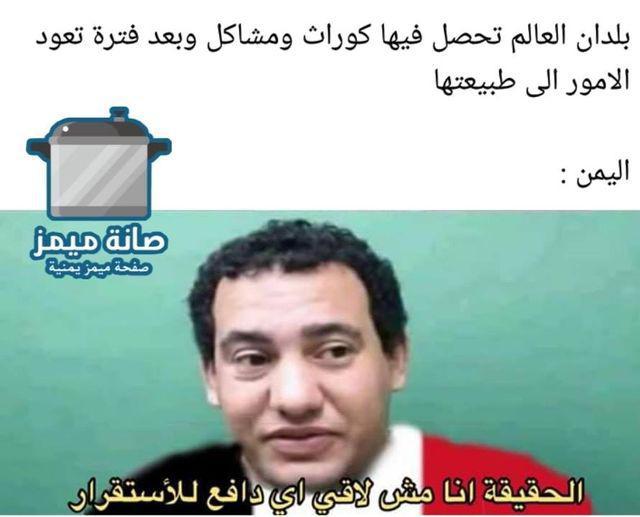 بلدان العالم تحصل فيها كوراث ومشاكل وبعد فترة تعود
الامور الى طبيعتها
اليمن :
صانة ميمز
صفحة ميمز يمنية
الحقيقة انا مش لاقي اي دافع للأستقرار